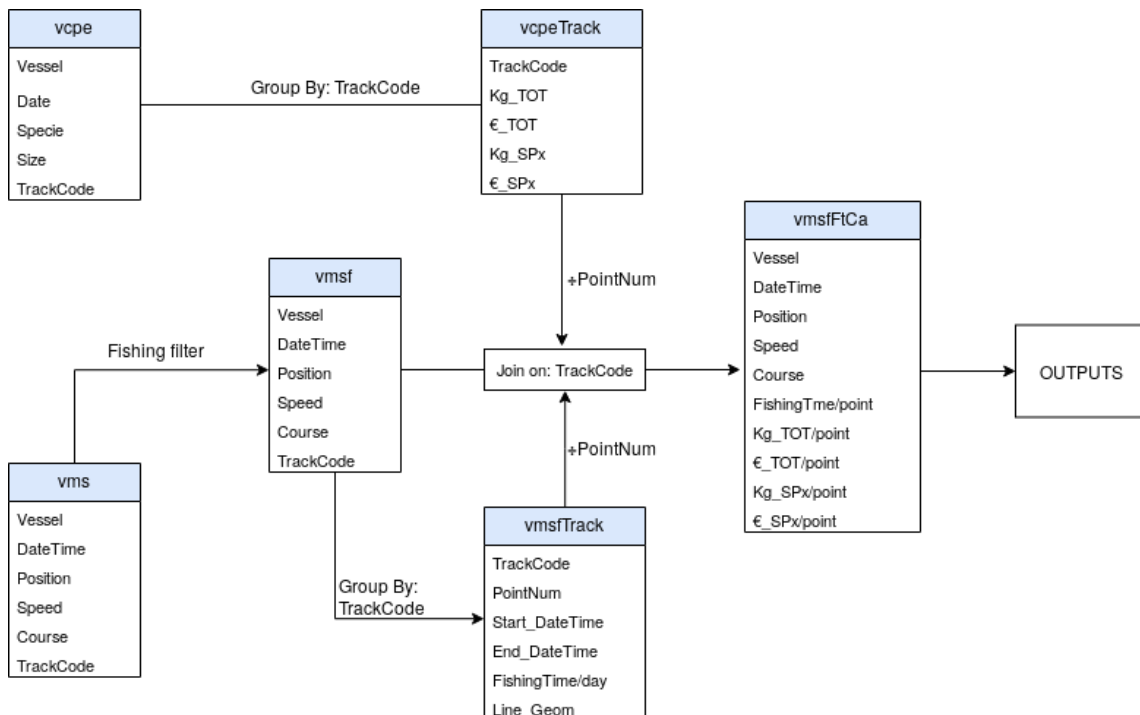 vcpe
Vessel
Date
Specie
Size
TrackCode
Group By: TrackCode
vcpeTrack
TrackCode
Kg_TOT
€_TOT
Kg_SPx
€_SPx
÷PointNum
vms
Vessel
DateTime
Position
Speed
Course
TrackCode
Fishing filter
vmsf
Vessel
DateTime
Position
Speed
Course
TrackCode
Join on: TrackCode
Group By:
TrackCode
÷PointNum
vmsfTrack
TrackCode
PointNum
Start_DateTime
End_DateTime
FishingTime/day
Line_Geom
vmsfFtCa
Vessel
DateTime
Position
Speed
Course
FishingTme/point
Kg_TOT/point
€_TOT/point
Kg_SPx/point
€_SPx/point
OUTPUTS